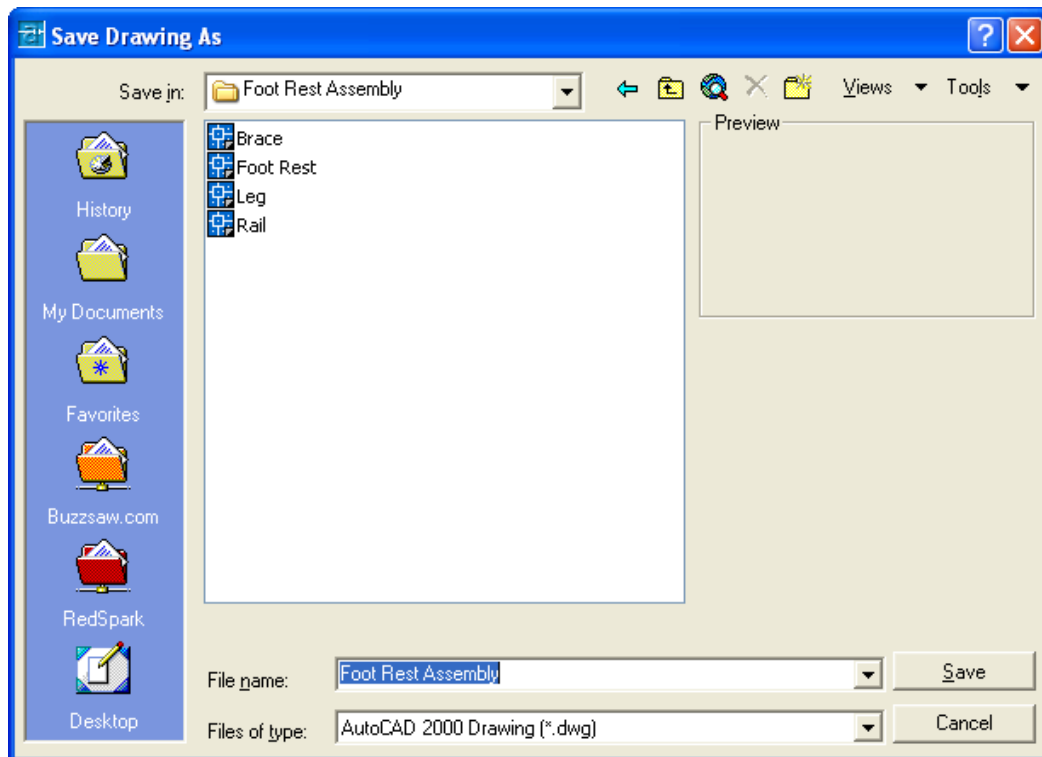 Save Drawing As
Save in: Foot Rest Assembly Views Tools
Brace
Foot Rest
Leg
Rail
Preview
History
My Documents
Favorites
Buzzsaw.com
RedSpark
Desktop
File name: Foot Rest Assembly Save
Files of type: AutoCAD 2000 Drawing (*.dwg) Cancel